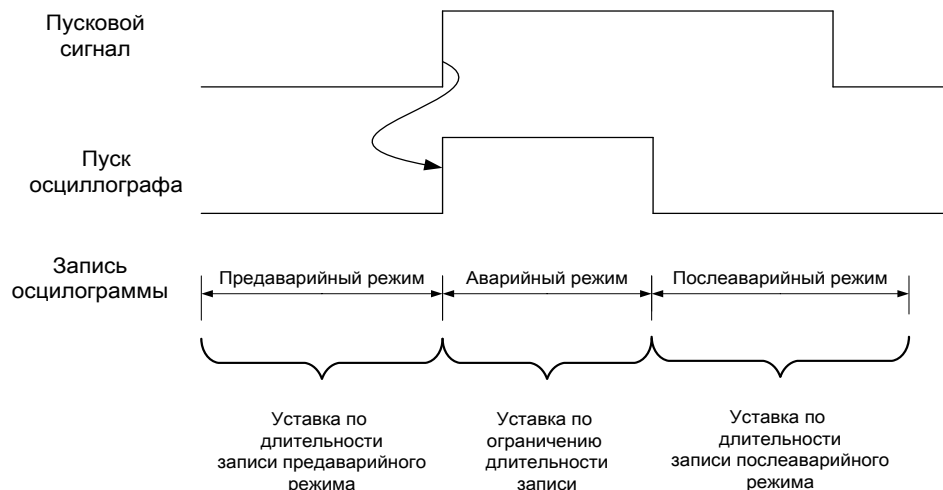 Пусковой
сигнал
Пуск
осциллографа
Запись
осцилограммы
Предаварийный режим
Аварийный режим
Послеаварийный режим
Уставка по
длительности
записи предаварийного
режима
Уставка по
ограничению
длительности
записи
Уставка по
длительности
записи послеаварийного
режима